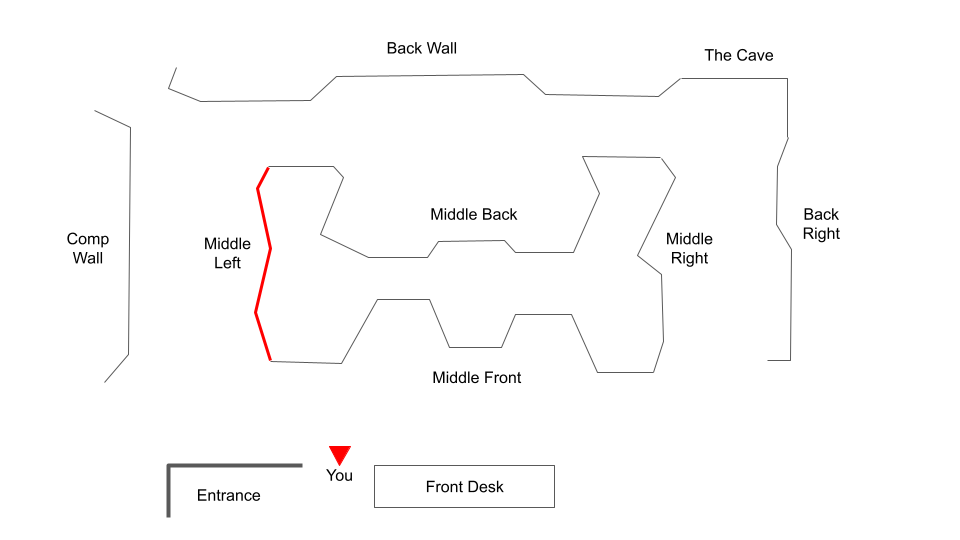 Back Wall
The Cave
Middle Back
Back
Right
Comp
Wall
Middle
Left
Middle
Right
Middle Front
You
Entrance
Front Desk